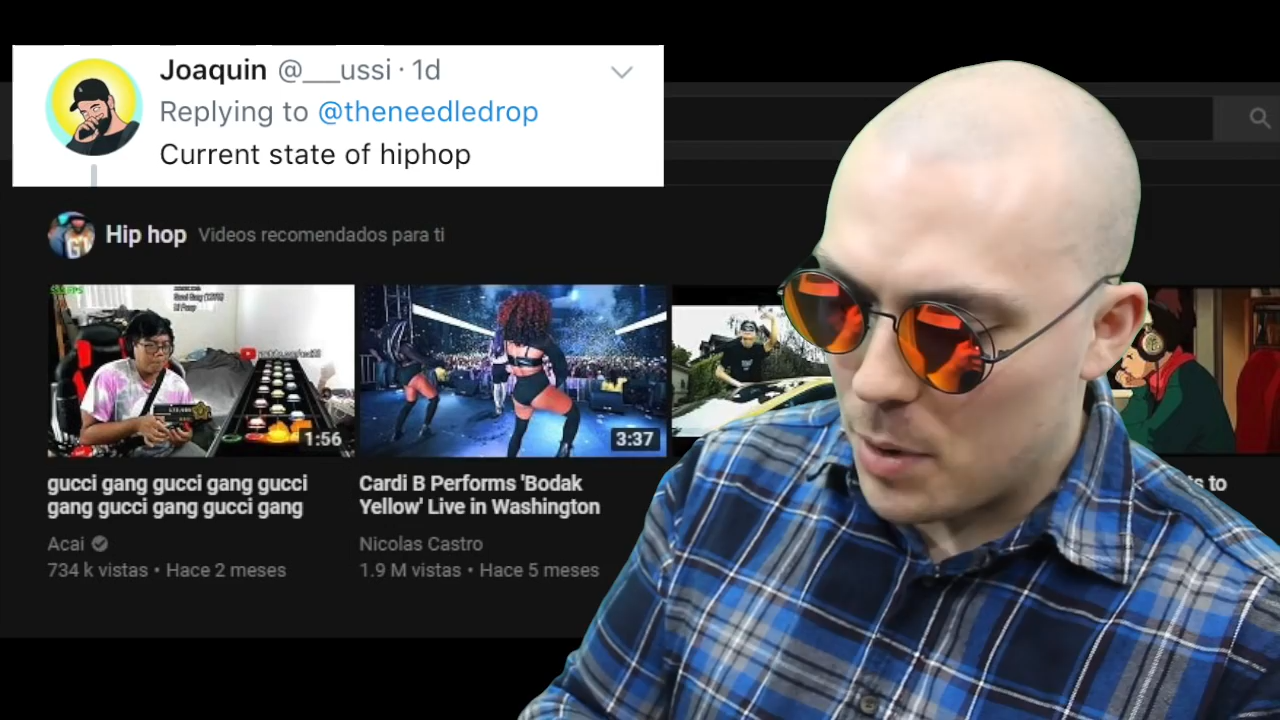 Joaquin @___ussi · 1d
Replying to @theneedledrop
Current state of hiphop
Hip hop Videos recomendados para ti
1:56
3:37
gucci gang gucci gang gucci
gang gucci gang gucci gang
Acai
734 k vistas • Hace 2 meses
Cardi B Performs 'Bodak
Yellow' Live in Washington
Nicolas Castro
1.9 M vistas • Hace 5 meses
to